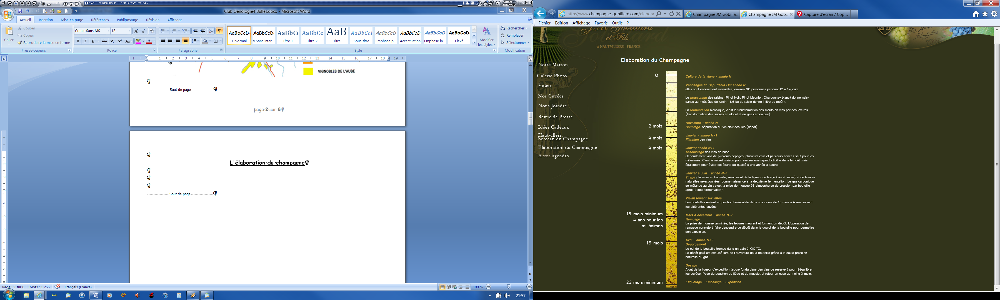 3:45 SHAKA PONK - I'M PICKY (3:54)
Club Oenologie4 Bulles.docx - Microsoft Word
Accueil Insertion Mise en page Références Publipostage Révision Affichage
Coller
Couper
Copier
Reproduire la mise en forme
Presse-papiers
Comic Sans MS 12
G I S abc x₂ x² Aa
Police
Paragraphe
AaBbCcDc AaBbCcDc AaBbCc AaBbCc AaB AaBbCcI AaBbCcD AaBbCcD AaBbCcD AaBbCcD
¶ Normal ¶ Sans inter... Titre 1 Titre 2 Titre Sous-titre Emphase p... Accentuation Emphase in... Élevé
Style
Modifier
les styles
Rechercher
Remplacer
Sélectionner
Modification
1 1 2 3 4 5 6 7 8 9 10 11 12 13 14 15 16 17 18 19
VIGNOBLES DE L'AUBE
¶
Saut de page ¶
page·2·sur·8¶
¶
L'élaboration·du·champagne¶
¶
¶
¶
Saut de page ¶
Page : 3 sur 8 Mots : 1 255 Français (France) 100 %
21:57
http://www.champagne-gobillard.com/elabora
Champagne JM Gobilla...
Champagne JM Gob...
Capture d'écran / Copi...
Fichier Edition Affichage Favoris Outils ?
JM Gobillard
et Fils
à HAUTVILLERS - FRANCE
Notre Maison
Galerie Photo
Video
Nos Cuvées
Nous Joindre
Revue de Presse
Idées Cadeaux
Hautvillers,
berceau du Champagne
Elaboration du Champagne
A vos agendas
Elaboration du Champagne
0
2 mois
4 mois
4 mois
19 mois minimum
4 ans pour les
millésimes
19 mois
22 mois minimum
Culture de la vigne - année N
Vendanges fin Sep. début Oct année N
elles sont entiérement manuelles, environ 90 personnes pendant 12 à 14 jours
Le pressurage des raisins (Pinot Noir, Pinot Meunier, Chardonnay blanc) donne nais-
sance au moût (jus de raisin : 1.6 kg de raisin donne 1 litre de moût).
La fermentation alcoolique, c'est la transformation des moûts en vins par des levures
(transformation des sucres en alcool et en gaz carbonique).
Novembre - année N
Soutirage: séparation du vin clair des lies (dépôt).
Janvier - année N+1
Filtration des vins
Janvier année N+1
Assemblage des vins de base.
Généralement vins de plusieurs cépages, plusieurs crus et plusieurs années sauf pour les
millésimés. C'est le secret maison pour assurer une reproductibilité dans le goût mais
également pour éviter les écarts de qualité d'une année á l'autre.
Janvier à Juin - année N+1
Tirage : la mise en bouteille, avec ajout de la liqueur de tirage (vin et sucre) et de levures
naturelles selectionnées, donne naissance á la deuxième fermentation. Le gaz carbonique
se mélange au vin : c'est la prise de mousse (6 atmospheres de pression par bouteille
après 2eme fermentation).
Vieillissement sur lattes
Les bouteilles restent en position horizontale dans nos caves de 15 mois á 4 ans suivant
les différentes cuvées.
Mars à décembre - année N+2
Remuage
La prise de mousse terminée, les levures meurent et forment un dépôt. L'opération de
remuage consiste á faire descendre ce dépôt dans le goulot de la bouteille pour permettre
son expulsion.
Avril - année N+2
Dégorgement
Le col de la bouteille trempe dans un bain á -30 °C.
Le dépôt gelé est expulsé lors de l'ouverture de la bouteille grâce á la seule pression
naturelle du gaz.
Dosage
Ajout de la liqueur d'expédition (sucre fondu dans des vins de réserve ) pour rééquilibrer
les cuvées. Pose du bouchon de liége et du muselet et retour en cave au moins 3 mois.
Etiquetage - Emballage - Expédition